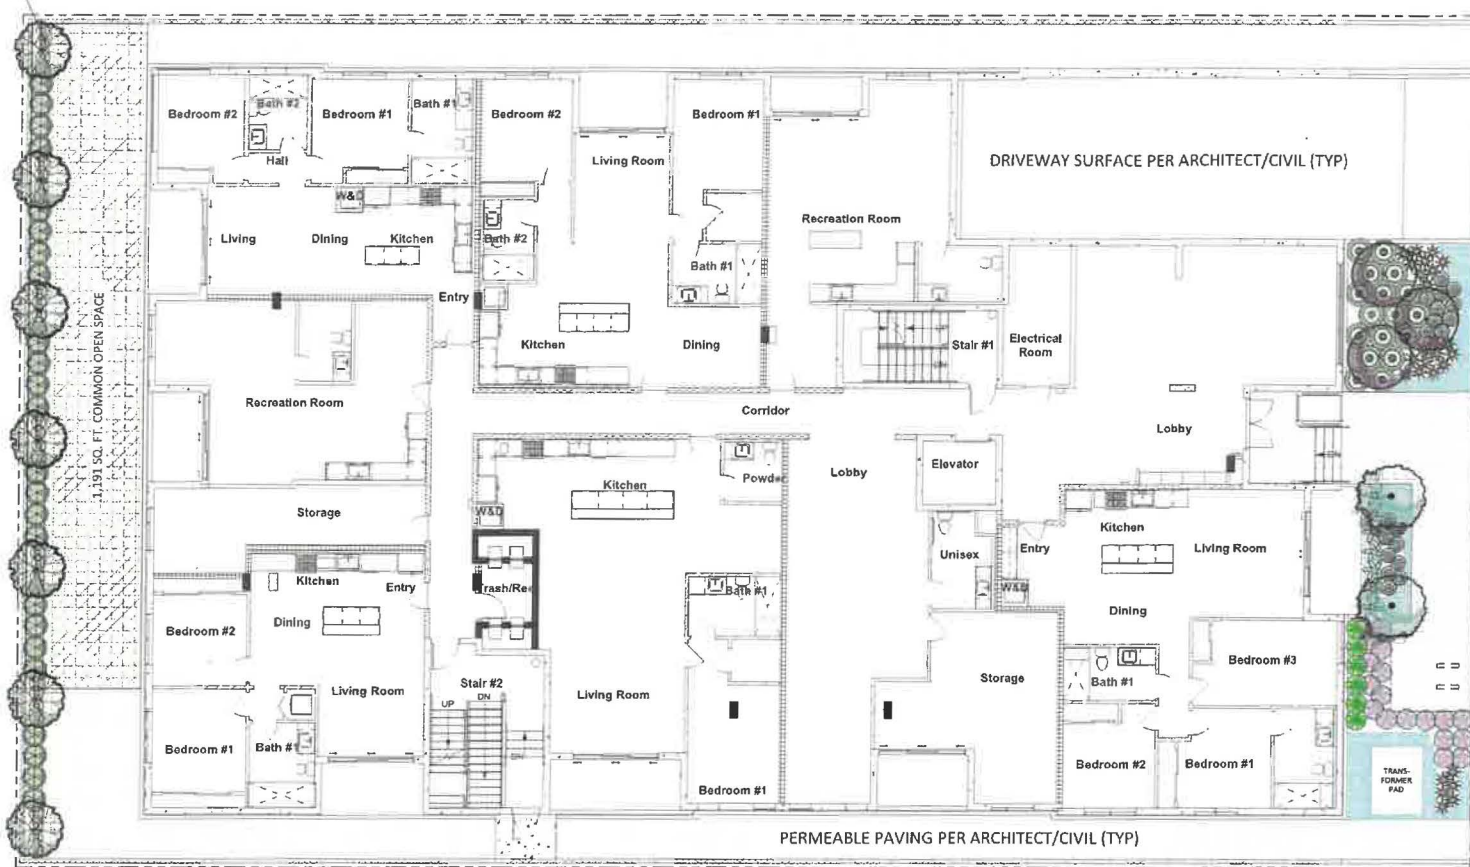 Bedroom #2
Bath #2
Bedroom #1
Bath #1
Hall
W&D
Living
Dining
Kitchen
Entry
Bedroom #2
Living Room
Bedroom #1
Bath #2
Bath #1
Kitchen
Dining
Recreation Room
DRIVEWAY SURFACE PER ARCHITECT/CIVIL (TYP)
Stair #1
Electrical
Room
1,191 SQ. FT. COMMON OPEN SPACE
Recreation Room
Corridor
Lobby
Storage
Kitchen
Powder
W&D
Lobby
Elevator
Unisex
Entry
Kitchen
Living Room
W&D
Dining
Kitchen
Entry
Dining
Bedroom #2
Living Room
Bedroom #1
Bath #1
Stair #2
UP
DN
Bath #1
Living Room
Bedroom #1
Storage
Bath #1
Bedroom #3
Bedroom #2
Bedroom #1
TRANS-
FORMER
PAD
PERMEABLE PAVING PER ARCHITECT/CIVIL (TYP)